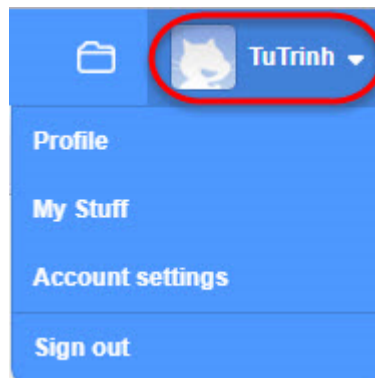 TuTrinh
Profile
My Stuff
Account settings
Sign out